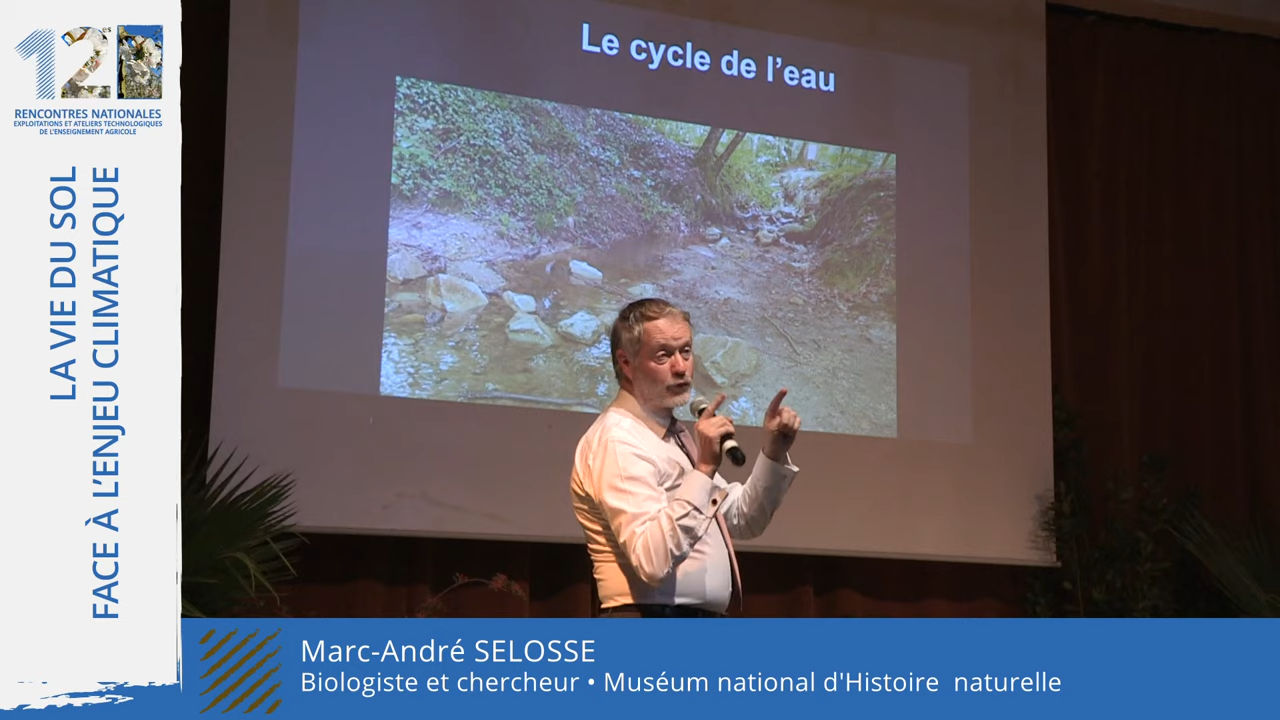 12es
RENCONTRES NATIONALES
EXPLOITATIONS ET ATELIERS TECHNOLOGIQUES
DE L'ENSEIGNEMENT AGRICOLE
LA VIE DU SOL
FACE À L'ENJEU CLIMATIQUE
Le cycle de l'eau
Marc-André SELOSSE
Biologiste et chercheur • Muséum national d'Histoire naturelle